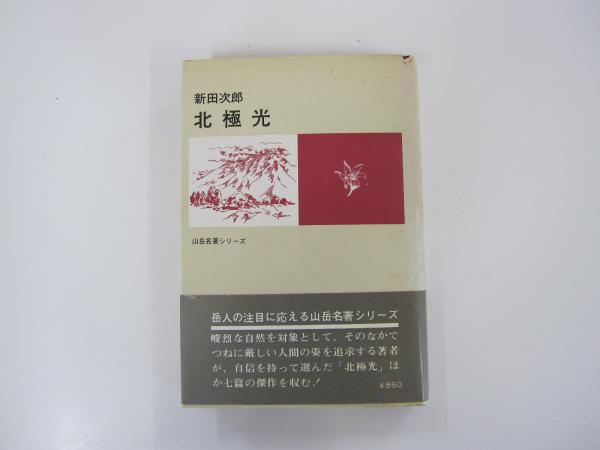 新田次郎
北極光
山岳名著シリーズ
岳人の注目に応える山岳名著シリーズ
峻烈な自然を対象として、そのなかで
つねに厳しい人間の姿を追求する著者
が、自信を持って選んだ「北極光」ほ
か七篇の傑作を収む！
￥850